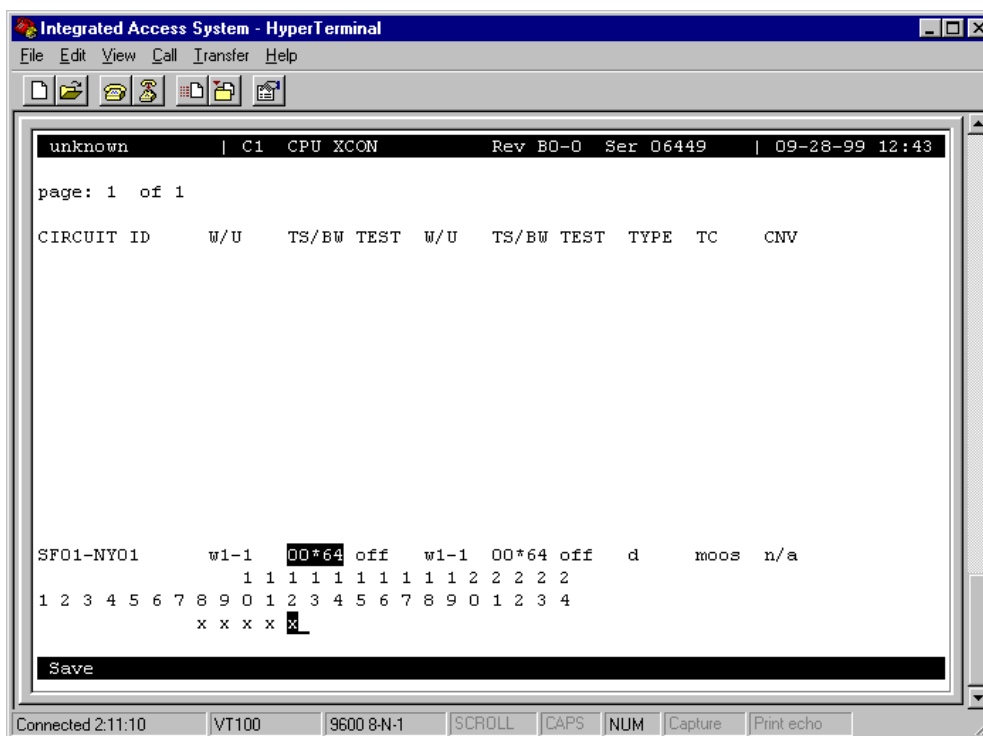 Integrated Access System - HyperTerminal
File Edit View Call Transfer Help
unknown | C1 CPU XCON Rev B0-0 Ser 06449 | 09-28-99 12:43
page: 1 of 1
CIRCUIT ID W/U TS/BW TEST W/U TS/BW TEST TYPE TC CNV
SF01-NY01 w1-1 00*64 off w1-1 00*64 off d moos n/a
1 1 1 1 1 1 1 1 1 1 2 2 2 2 2
1 2 3 4 5 6 7 8 9 0 1 2 3 4 5 6 7 8 9 0 1 2 3 4
x x x x x_
Save
Connected 2:11:10 VT100 9600 8-N-1 SCROLL CAPS NUM Capture Print echo